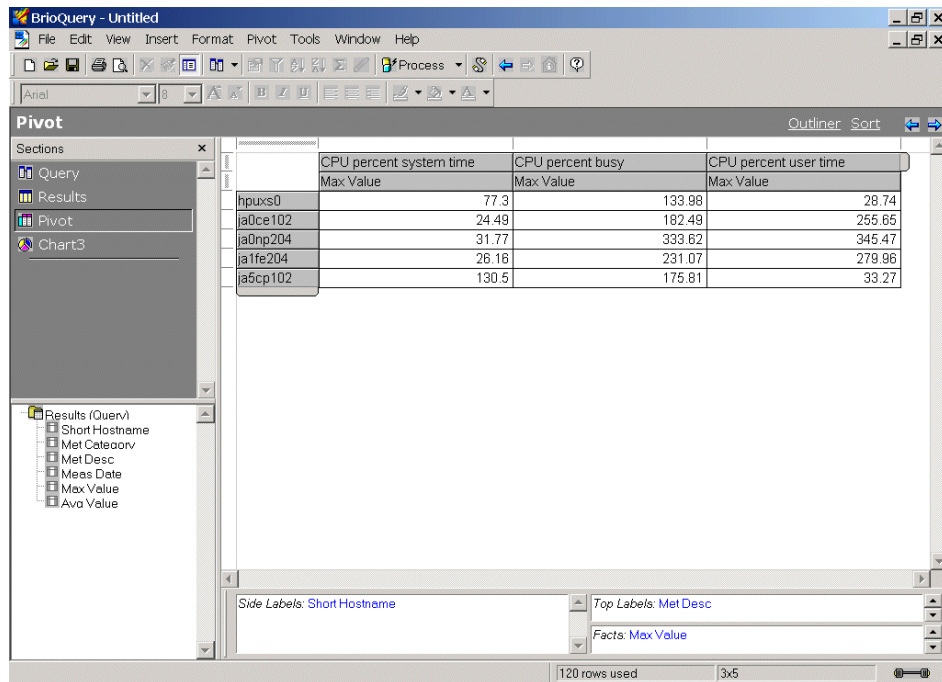 BrioQuery - Untitled
File Edit View Insert Format Pivot Tools Window Help
Process
Arial 8
Pivot Outliner Sort
Sections
Query
Results
Pivot
Chart3
CPU percent system time CPU percent busy CPU percent user time
Max Value Max Value Max Value
hpuxs0 77.3 133.98 28.74
ja0ce102 24.49 182.49 255.65
ja0np204 31.77 333.62 345.47
ja1fe204 26.16 231.07 279.96
ja5cp102 130.5 175.81 33.27
Results (Query)
Short Hostname
Met Category
Met Desc
Meas Date
Max Value
Avg Value
Side Labels: Short Hostname
Top Labels: Met Desc
Facts: Max Value
120 rows used 3x5